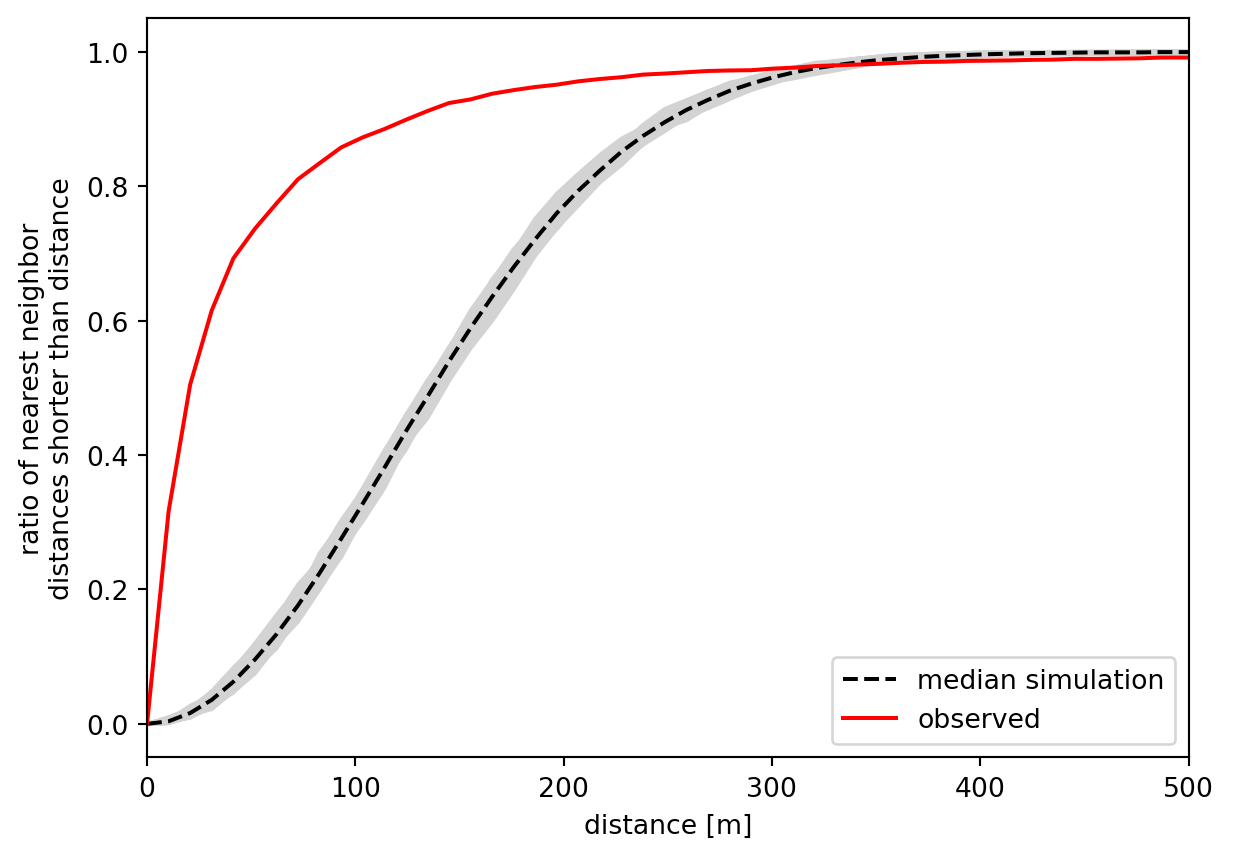 1.0
0.8
0.6
0.4
0.2
0.0
ratio of nearest neighbor
distances shorter than distance
median simulation
observed
0
100
200
300
400
500
distance [m]